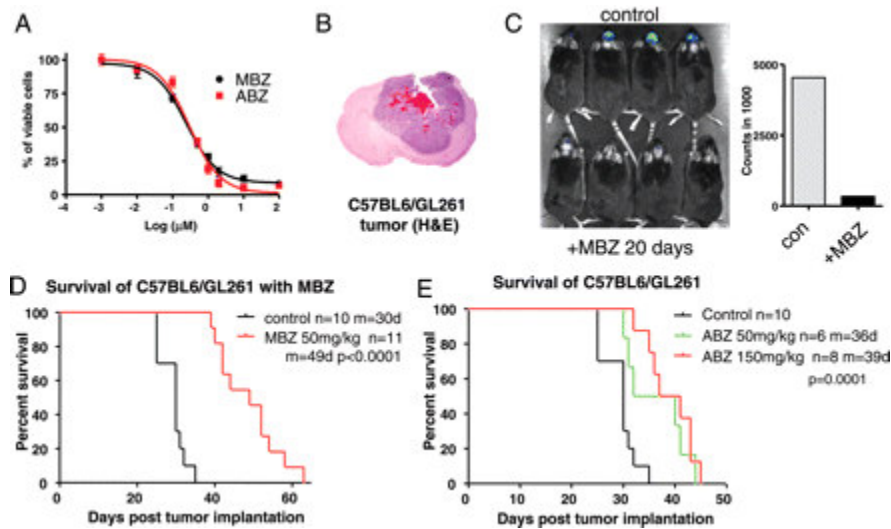 A
% of viable cells
100
75
50
25
0
-4 -3 -2 -1 0 1 2
Log (µM)
MBZ
ABZ
B
C57BL6/GL261
tumor (H&E)
C
control
+MBZ 20 days
Counts in 1000
5000
2500
0
con
+MBZ
D
Survival of C57BL6/GL261 with MBZ
control n=10 m=30d
MBZ 50mg/kg n=11
m=49d p<0.0001
Percent survival
100
80
60
40
20
0
0 20 40 60
Days post tumor implantation
E
Survival of C57BL6/GL261
Control n=10
ABZ 50mg/kg n=6 m=36d
ABZ 150mg/kg n=8 m=39d
p=0.0001
Percent survival
100
80
60
40
20
0
0 10 20 30 40 50
Days post tumor implantation